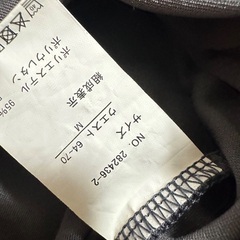 NO. 282436-2
サイズ M
ウエスト 64-70
組成表示
ポリエステル 95%
ポリウレタン